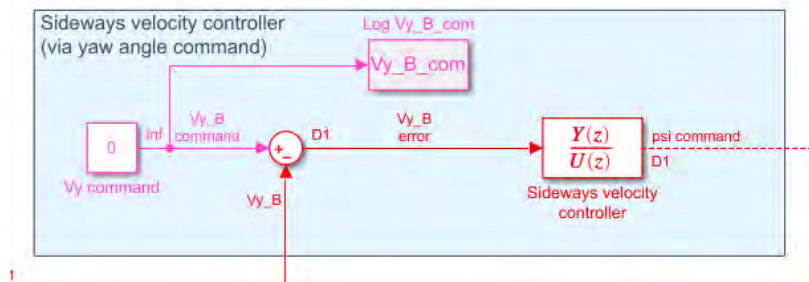 Sideways velocity controller
(via yaw angle command)
Log Vy_B_com
Vy_B_com
0
Inf
Vy_B
command
Vy command
+
-
D1
Vy_B
error
Vy_B
Y(z)
U(z)
Sideways velocity
controller
psi command
D1
1